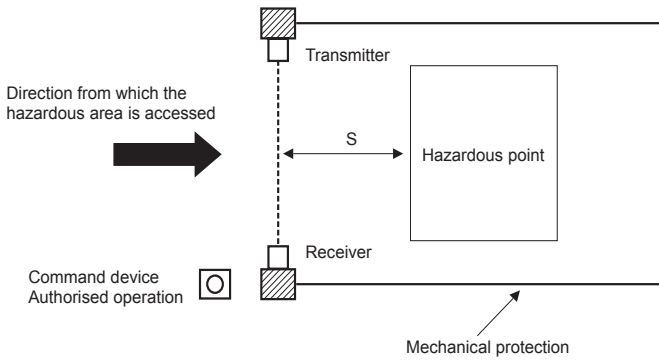 Transmitter
Direction from which the
hazardous area is accessed
S
Hazardous point
Receiver
Command device
Authorised operation
Mechanical protection